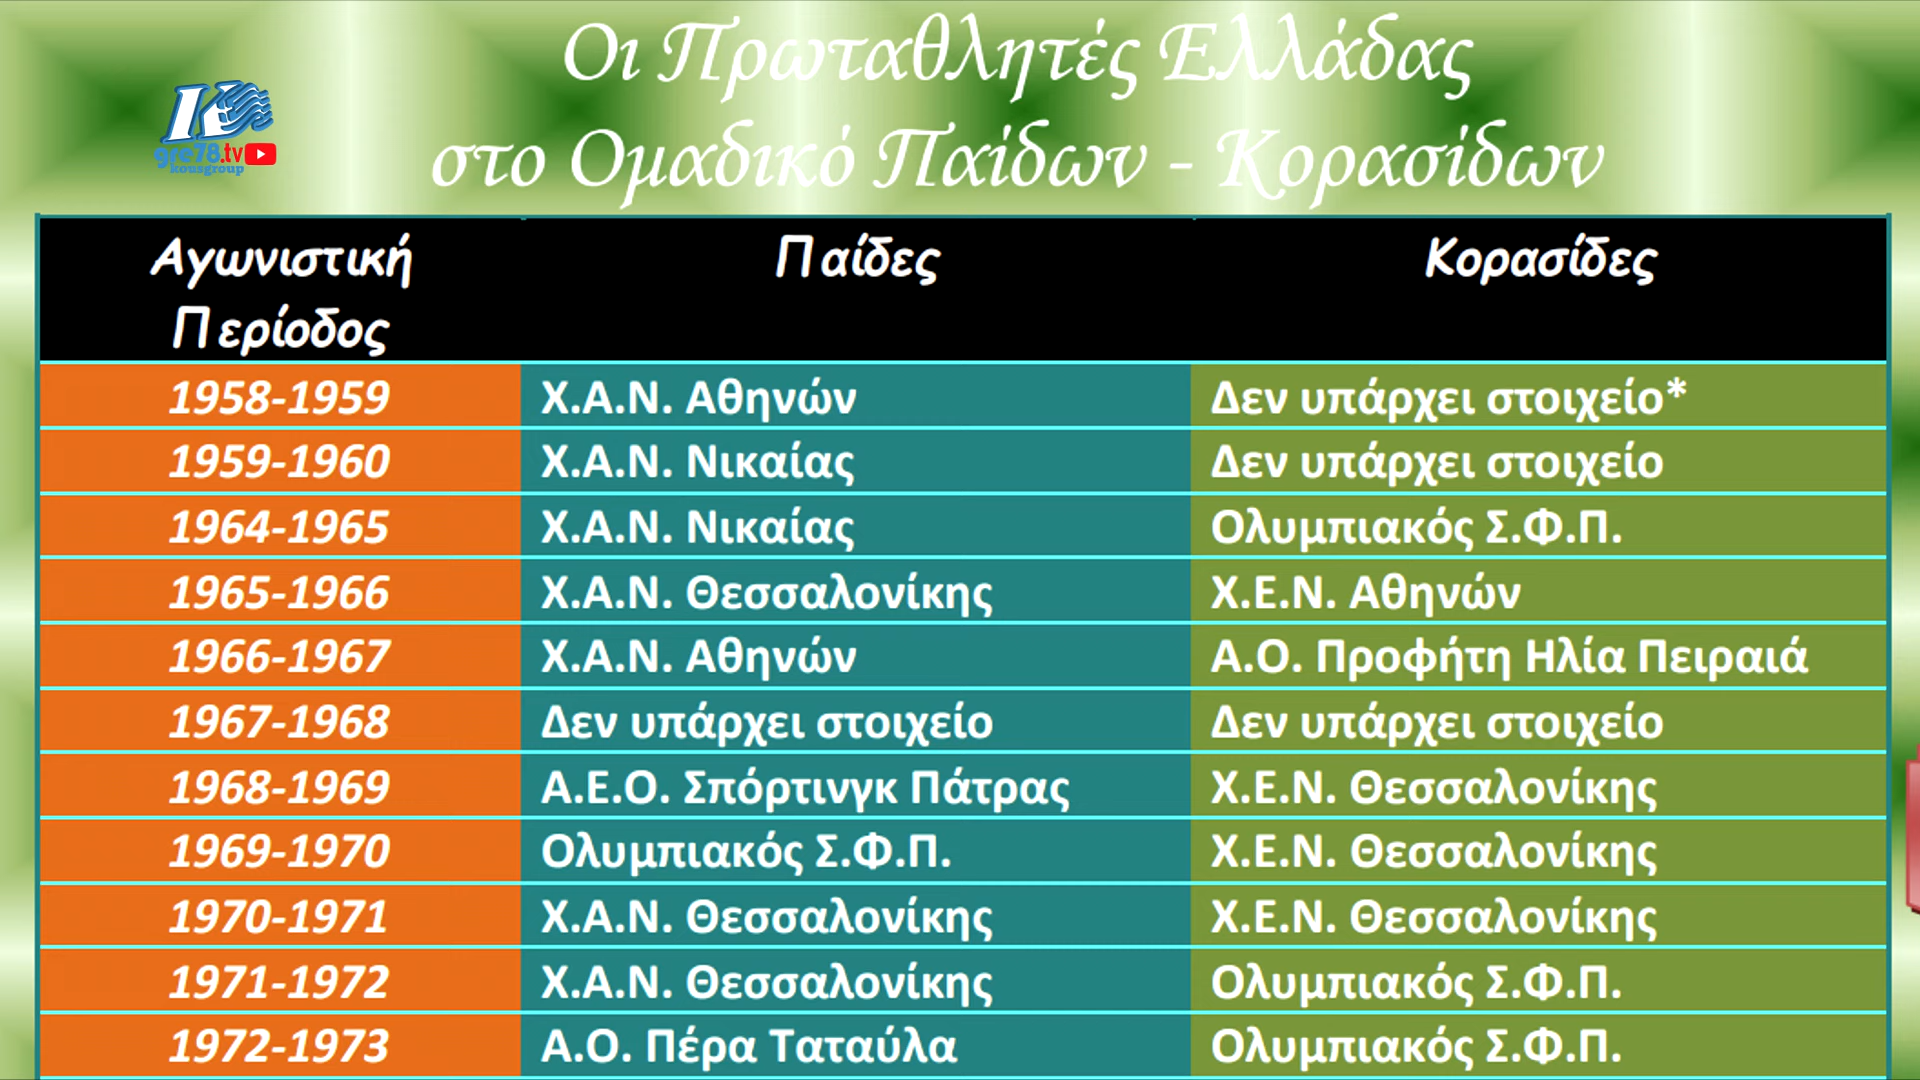 Οι Πρωταθλητές Ελλάδας
στο Ομαδικό Παίδων - Κορασίδων
gre78.tv
kousgroup
Αγωνιστική Περίοδος Παίδες Κορασίδες
1958-1959 Χ.Α.Ν. Αθηνών Δεν υπάρχει στοιχείο*
1959-1960 Χ.Α.Ν. Νικαίας Δεν υπάρχει στοιχείο
1964-1965 Χ.Α.Ν. Νικαίας Ολυμπιακός Σ.Φ.Π.
1965-1966 Χ.Α.Ν. Θεσσαλονίκης Χ.Ε.Ν. Αθηνών
1966-1967 Χ.Α.Ν. Αθηνών Α.Ο. Προφήτη Ηλία Πειραιά
1967-1968 Δεν υπάρχει στοιχείο Δεν υπάρχει στοιχείο
1968-1969 Α.Ε.Ο. Σπόρτινγκ Πάτρας Χ.Ε.Ν. Θεσσαλονίκης
1969-1970 Ολυμπιακός Σ.Φ.Π. Χ.Ε.Ν. Θεσσαλονίκης
1970-1971 Χ.Α.Ν. Θεσσαλονίκης Χ.Ε.Ν. Θεσσαλονίκης
1971-1972 Χ.Α.Ν. Θεσσαλονίκης Ολυμπιακός Σ.Φ.Π.
1972-1973 Α.Ο. Πέρα Ταταύλα Ολυμπιακός Σ.Φ.Π.